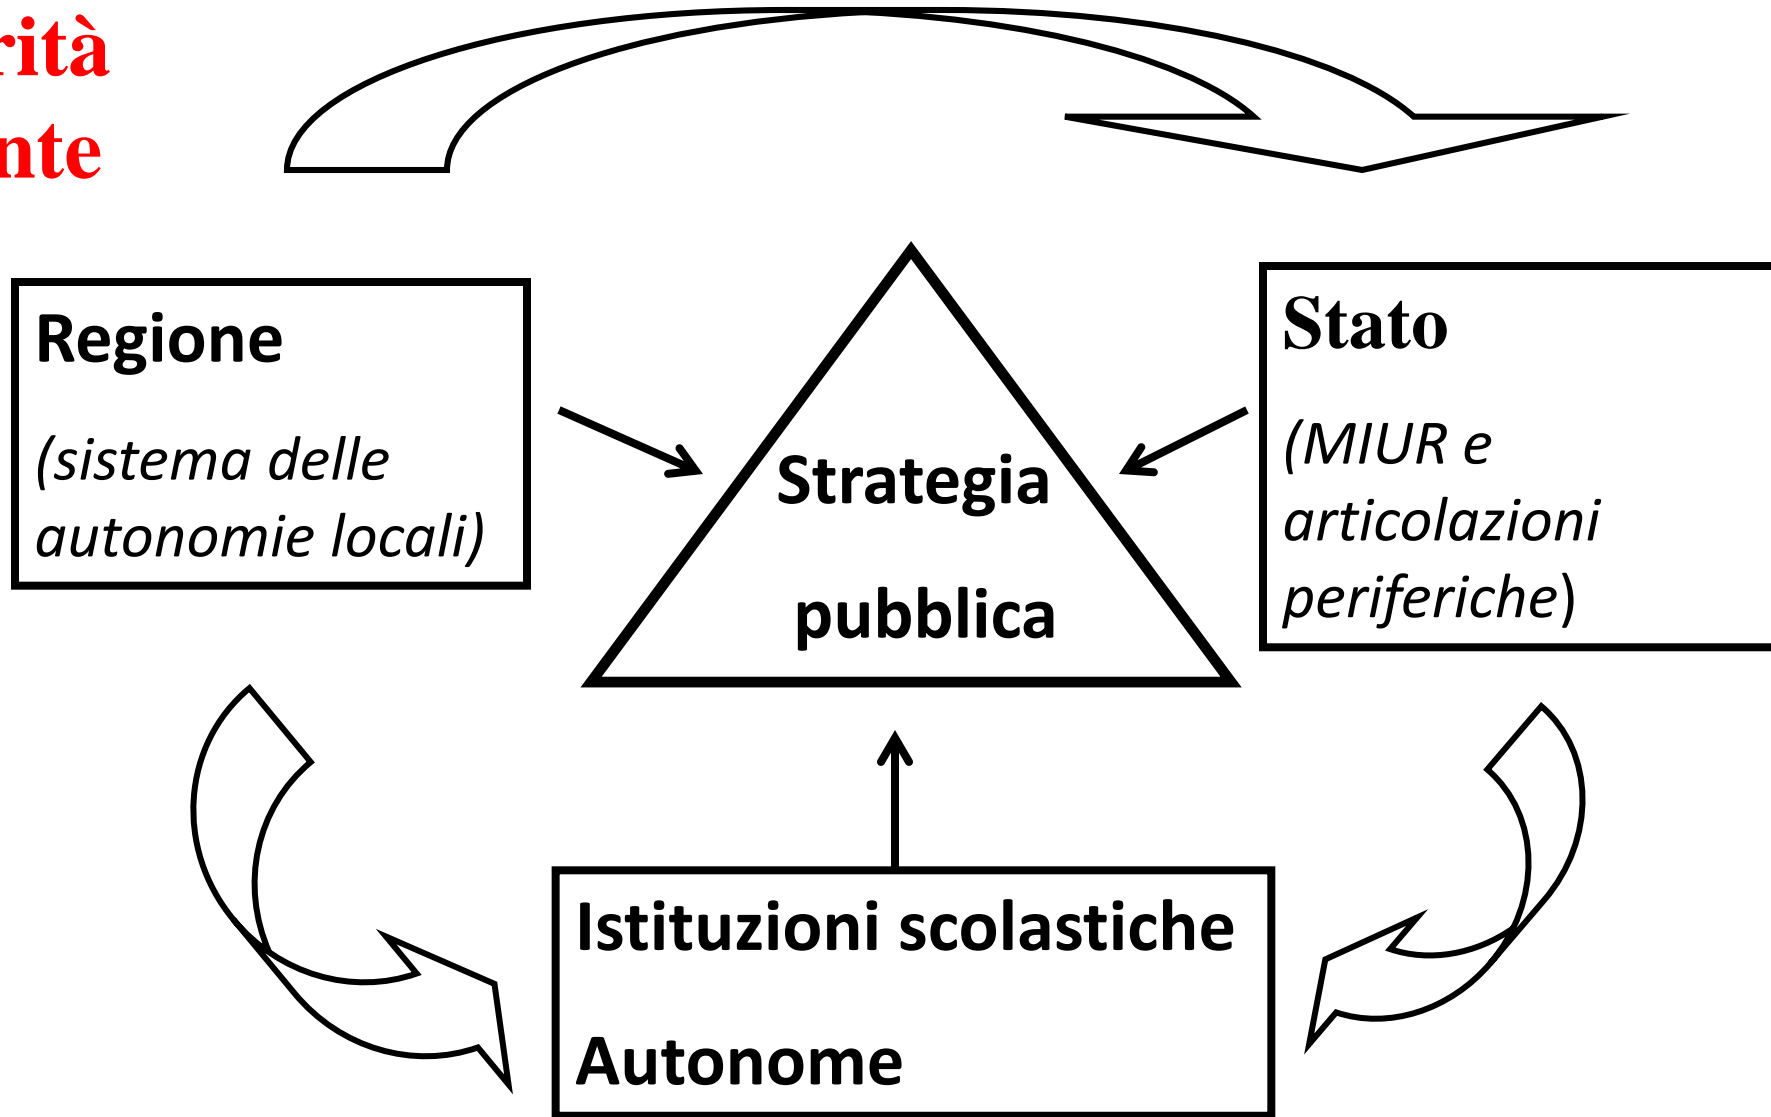 rità
nte
Regione
(sistema delle
autonomie locali)
Strategia
pubblica
Stato
(MIUR e
articolazioni
periferiche)
Istituzioni scolastiche
Autonome